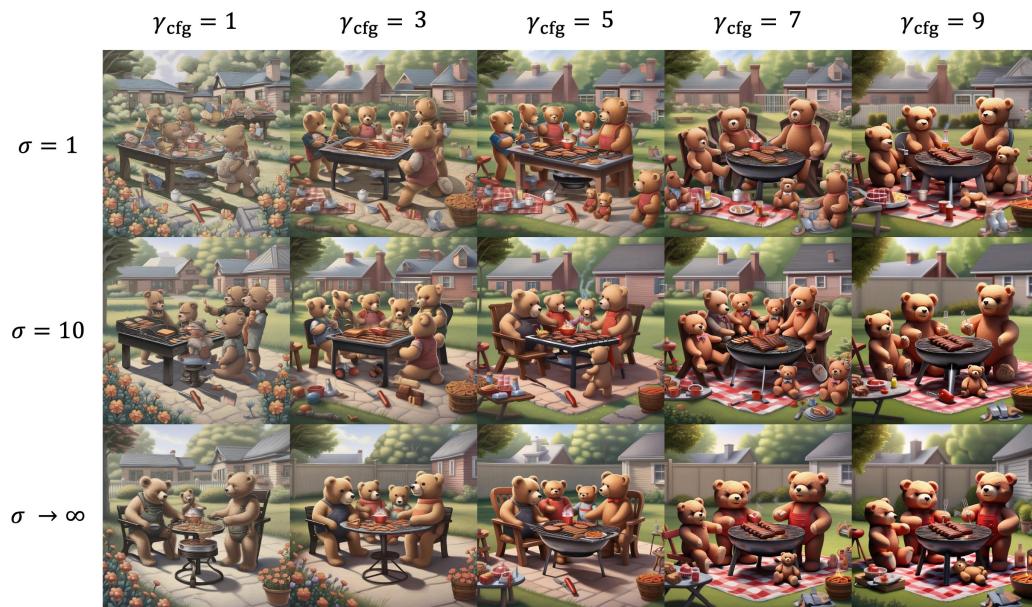 γcfg = 1 γcfg = 3 γcfg = 5 γcfg = 7 γcfg = 9
σ = 1
σ = 10
σ → ∞